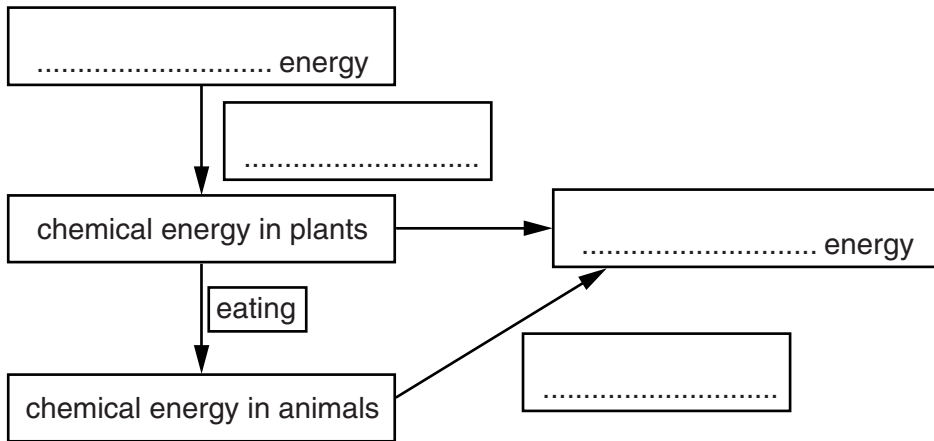 ............................. energy
.............................
chemical energy in plants
............................. energy
eating
.............................
chemical energy in animals